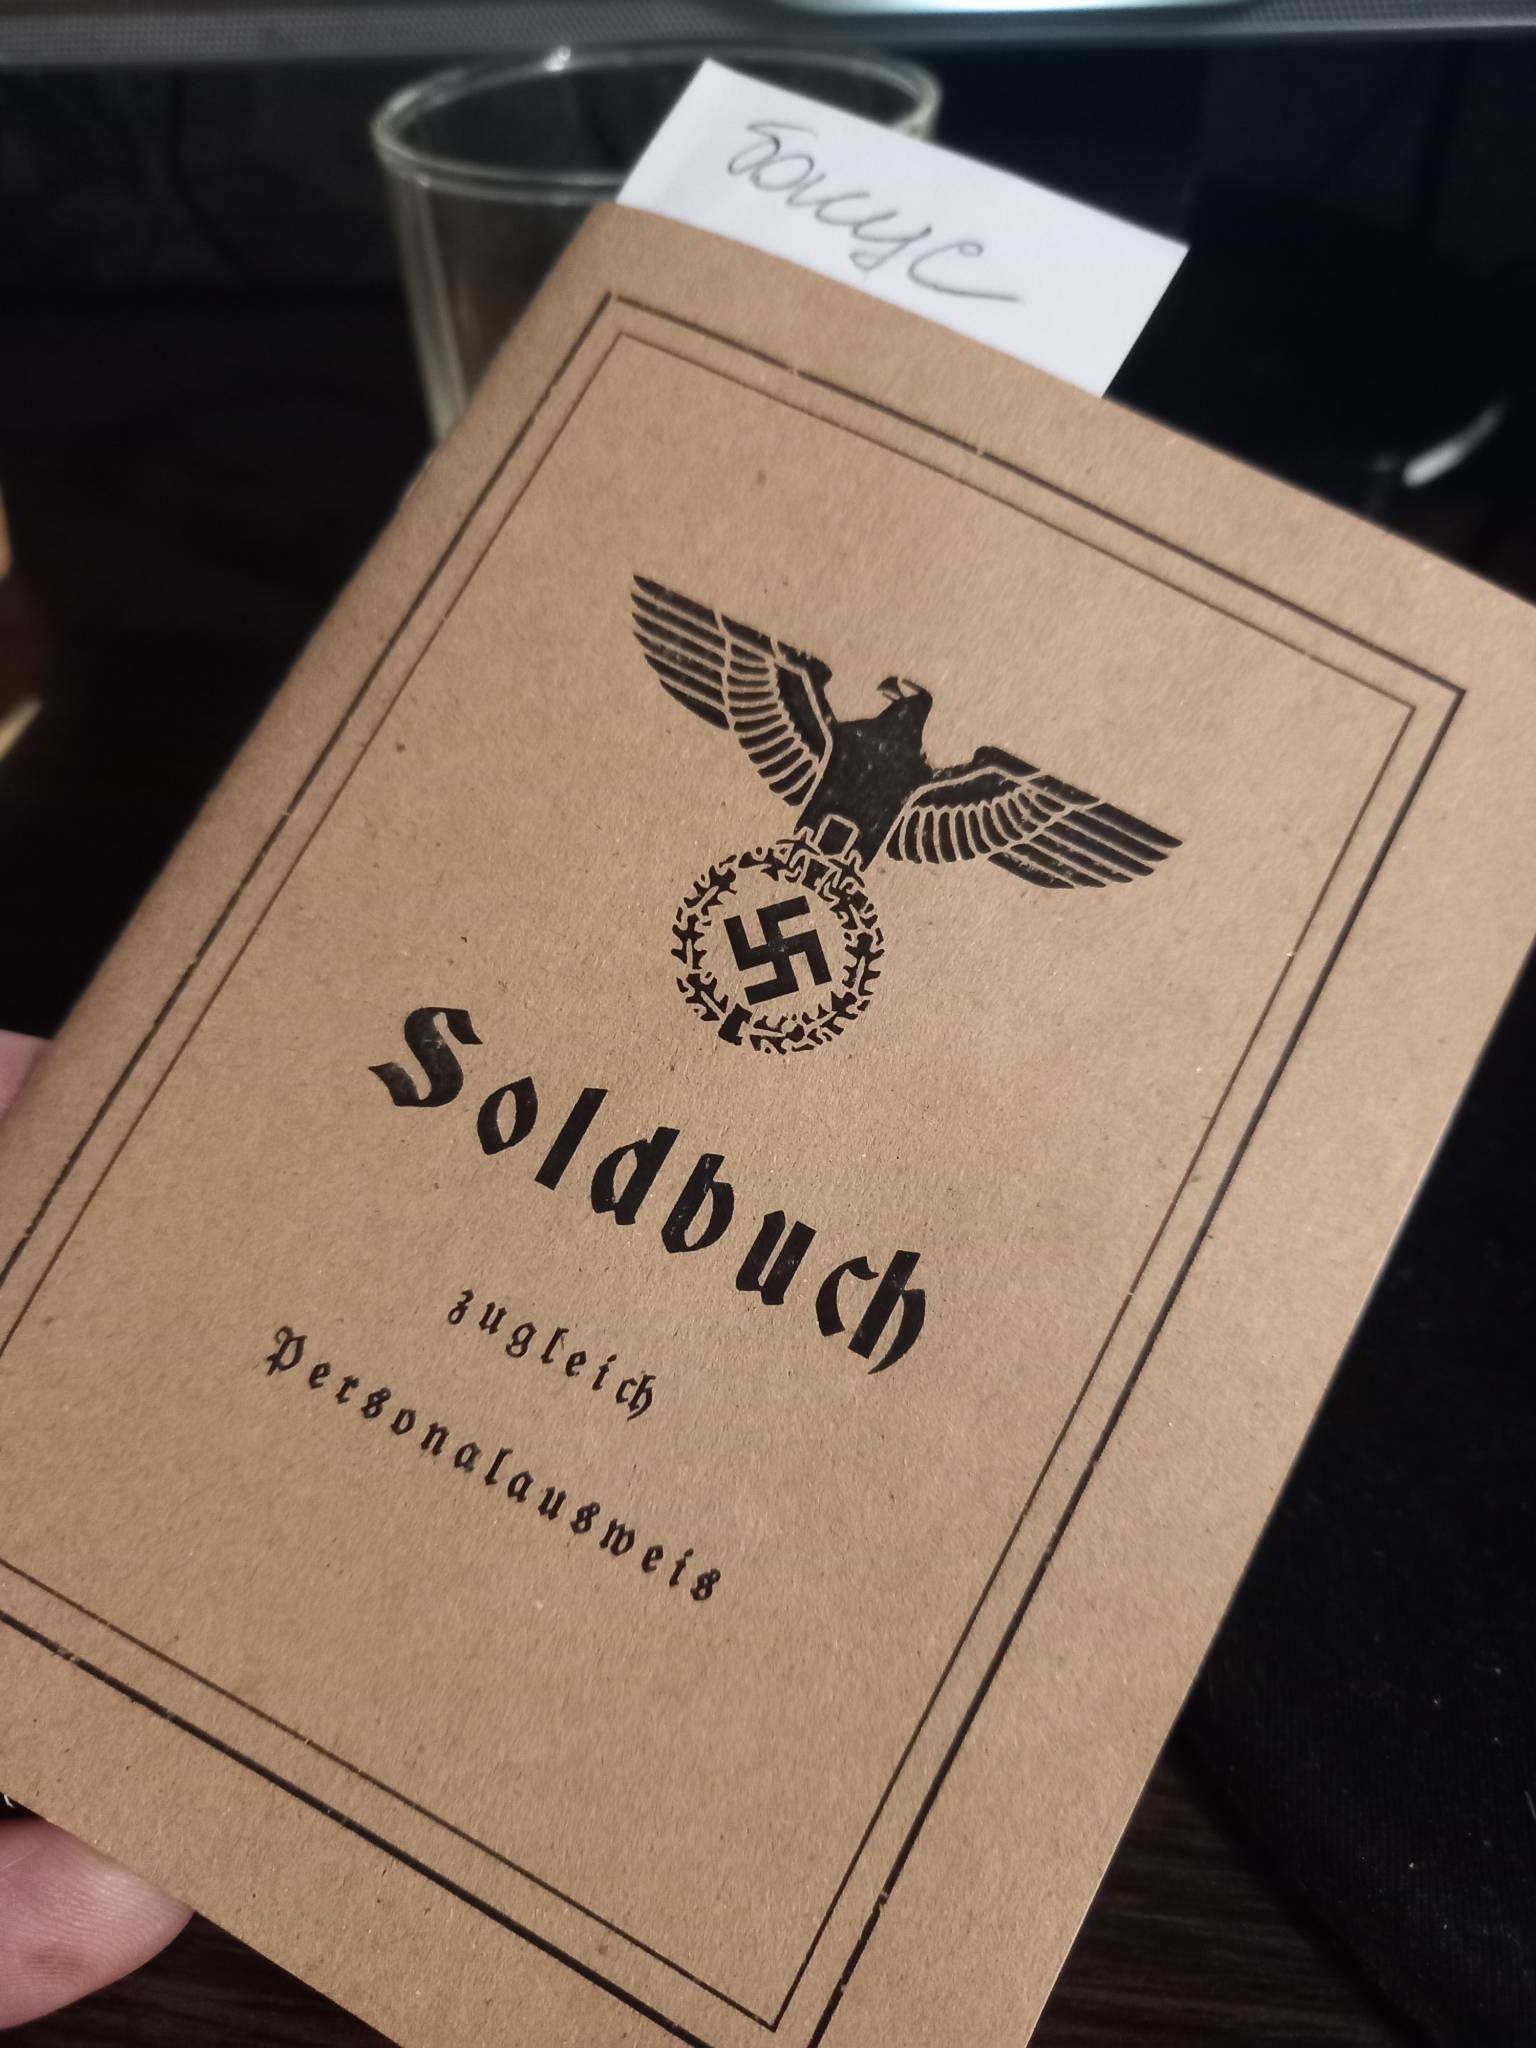 бонус
Soldbuch
zugleich
Personalausweis